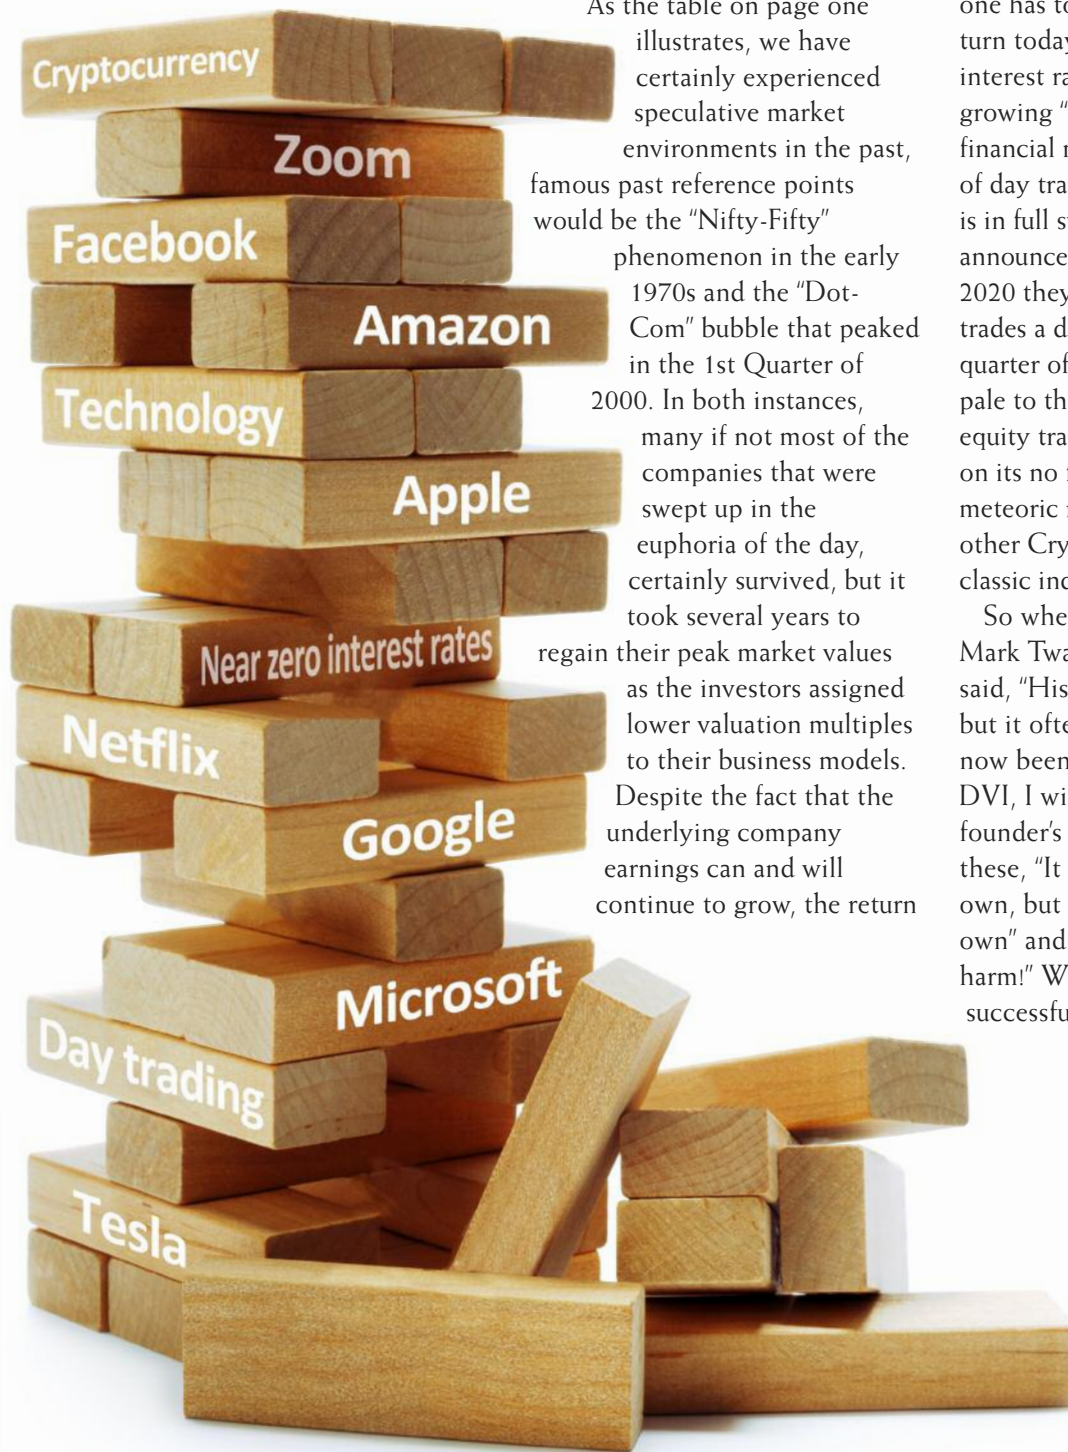 Cryptocurrency
Zoom
Facebook
Amazon
Technology
Apple
Near zero interest rates
Netflix
Google
Microsoft
Day trading
Tesla
As the table on page one
illustrates, we have
certainly experienced
speculative market
environments in the past,
famous past reference points
would be the “Nifty-Fifty”
phenomenon in the early
1970s and the “Dot-
Com” bubble that peaked
in the 1st Quarter of
2000. In both instances,
many if not most of the
companies that were
swept up in the
euphoria of the day,
certainly survived, but it
took several years to
regain their peak market values
as the investors assigned
lower valuation multiples
to their business models.
Despite the fact that the
underlying company
earnings can and will
continue to grow, the return
one has to
turn today
interest ra
growing “
financial
of day tra
is in full s
announce
2020 they
trades a d
quarter of
pale to th
equity tra
on its no
meteoric
other Cry
classic inc
So whe
Mark Twa
said, “His
but it ofte
now been
DVI, I wi
founder’s
these, “It
own, but
own” and
harm!” W
successfu